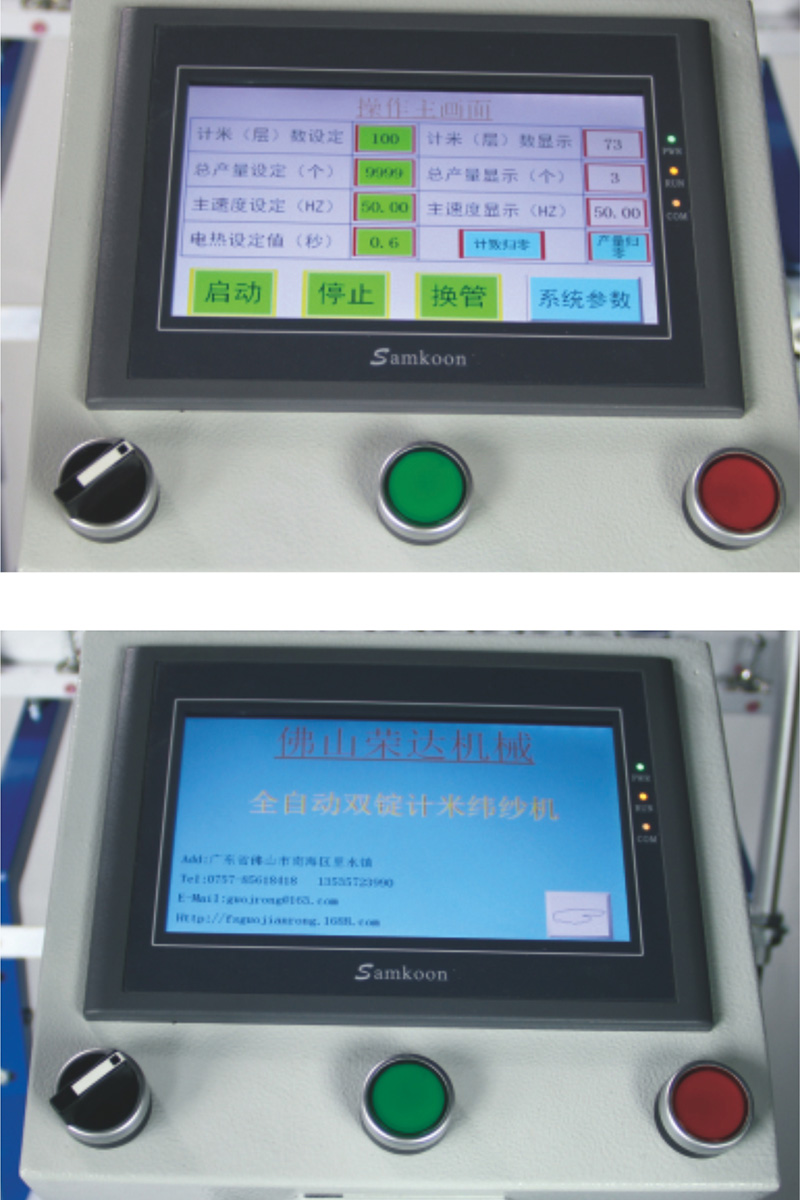 操作主画面
计米（层）数设定 100 计米（层）数显示 73
总产量设定（个） 9999 总产量显示（个） 3
主速度设定（HZ） 50.00 主速度显示（HZ） 50.00
电热设定值（秒） 0.6 计数归零 产量归零
启动 停止 换管 系统参数
PWR
RUN
COM
Samkoon
佛山荣达机械
全自动双锭计米纬纱机
Add:广东省佛山市南海区里水镇
Tel:0757-85618418 13535723990
E-Mail:guojrong@163.com
Http://fsguojianrong.1688.com
PWR
RUN
COM
Samkoon